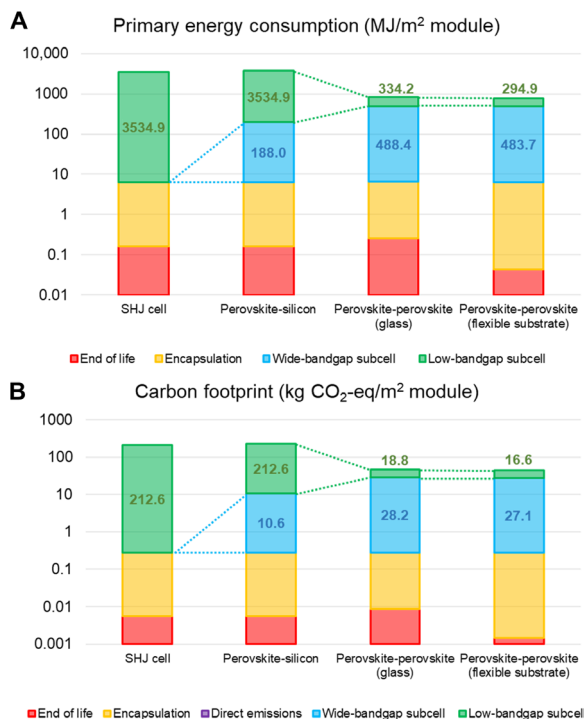 A
Primary energy consumption (MJ/m² module)
10,000
1000
100
10
1
0.1
0.01
3534.9
3534.9
188.0
334.2
488.4
294.9
483.7
SHJ cell
Perovskite-silicon
Perovskite-perovskite
(glass)
Perovskite-perovskite
(flexible substrate)
End of life
Encapsulation
Wide-bandgap subcell
Low-bandgap subcell
B
Carbon footprint (kg CO₂-eq/m² module)
1000
100
10
1
0.1
0.01
0.001
212.6
212.6
10.6
18.8
28.2
16.6
27.1
SHJ cell
Perovskite-silicon
Perovskite-perovskite
(glass)
Perovskite-perovskite
(flexible substrate)
End of life
Encapsulation
Direct emissions
Wide-bandgap subcell
Low-bandgap subcell